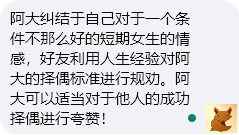 阿大纠结于自己对于一个条
件不那么好的短期女生的情
感，好友利用人生经验对阿
大的择偶标准进行规劝。阿
大可以适当对于他人的成功
择偶进行夸赞！